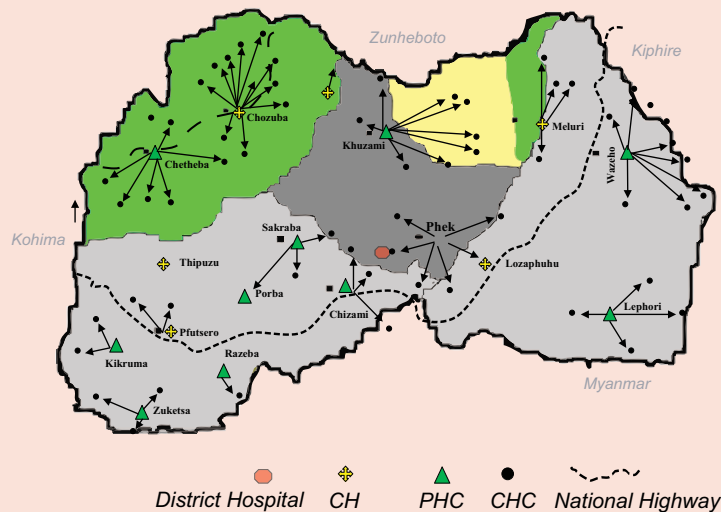 Zunheboto
Kiphire
Chozuba
Meluri
Khuzami
Chetheba
Wazeho
Phek
Sakraba
Kohima
Thipuzu
Lozaphuhu
Porba
Chizami
Lephori
Pfutsero
Razeba
Kikruma
Myanmar
Zuketsa
District Hospital CH PHC CHC National Highway